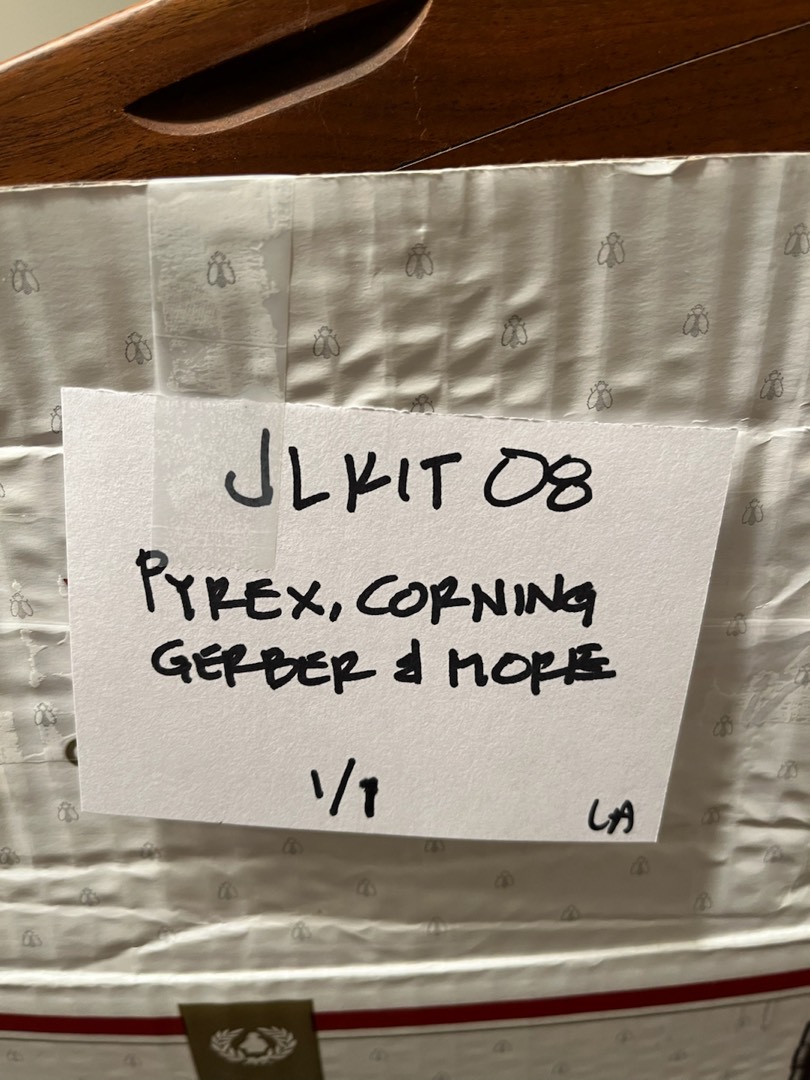 JLKIT 08
PYREX, CORNING
GERBER & MORE
1/1
LA